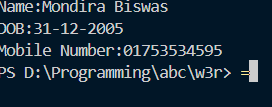 Name:Mondira Biswas
DOB:31-12-2005
Mobile Number:01753534595
PS D:\Programming\abc\w3r> =